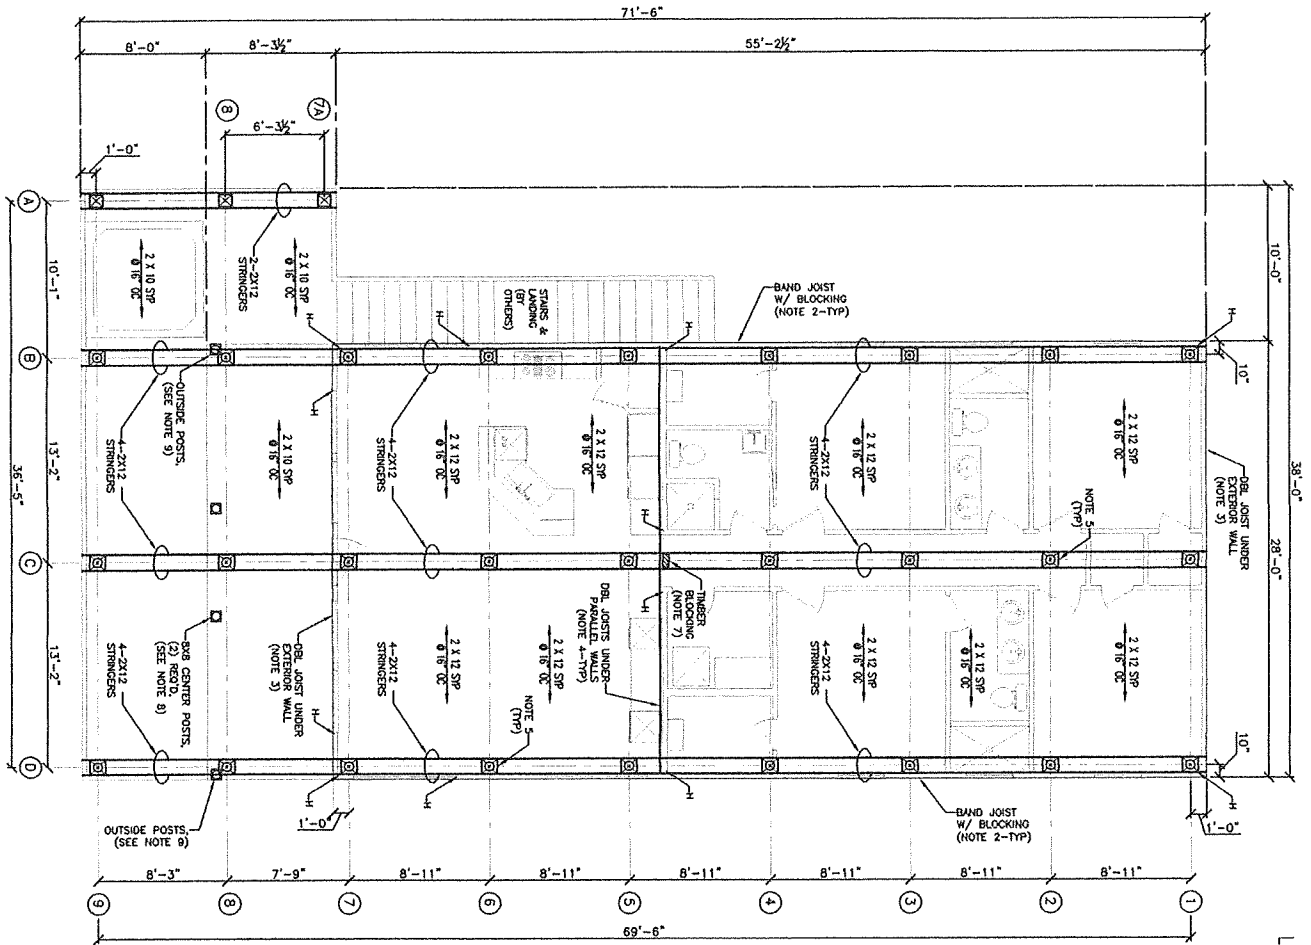 71'-6"
8'-0"
8'-3½"
55'-2½"
8
7A
6'-3½"
1'-0"
A
B
C
D
10'-1"
13'-2"
13'-2"
36'-5"
2 X 10 SYP
@ 16" OC
2-2X12
STRINGERS
2 X 10 SYP
@ 16" OC
STAIRS &
LANDING
(BY
OTHERS)
BAND JOIST
W/ BLOCKING
(NOTE 2-TYP)
10'-0"
38'-0"
28'-0"
10"
10"
H
H
H
H
H
OUTSIDE POSTS,
(SEE NOTE 9)
4-2X12
STRINGERS
2 X 10 SYP
@ 16" OC
4-2X12
STRINGERS
2 X 12 SYP
@ 16" OC
2 X 12 SYP
@ 16" OC
4-2X12
STRINGERS
2 X 12 SYP
@ 16" OC
2 X 12 SYP
@ 16" OC
NOTE 5
(TYP)
DBL JOIST UNDER
EXTERIOR WALL
(NOTE 3)
H
H
TIMBER
BLOCKING
(NOTE 7)
DBL JOISTS UNDER
PARALLEL WALLS
(NOTE 4-TYP)
4-2X12
STRINGERS
8X8 CENTER POSTS,
(2) REQ'D,
(SEE NOTE 8)
DBL JOIST UNDER
EXTERIOR WALL
(NOTE 3)
H
4-2X12
STRINGERS
2 X 12 SYP
@ 16" OC
2 X 12 SYP
@ 16" OC
NOTE 5
(TYP)
4-2X12
STRINGERS
2 X 12 SYP
@ 16" OC
2 X 12 SYP
@ 16" OC
2 X 12 SYP
@ 16" OC
H
H
H
H
OUTSIDE POSTS,
(SEE NOTE 9)
1'-0"
BAND JOIST
W/ BLOCKING
(NOTE 2-TYP)
1'-0"
8'-3"
7'-9"
8'-11"
8'-11"
8'-11"
8'-11"
8'-11"
8'-11"
9
8
7
6
5
4
3
2
1
69'-6"